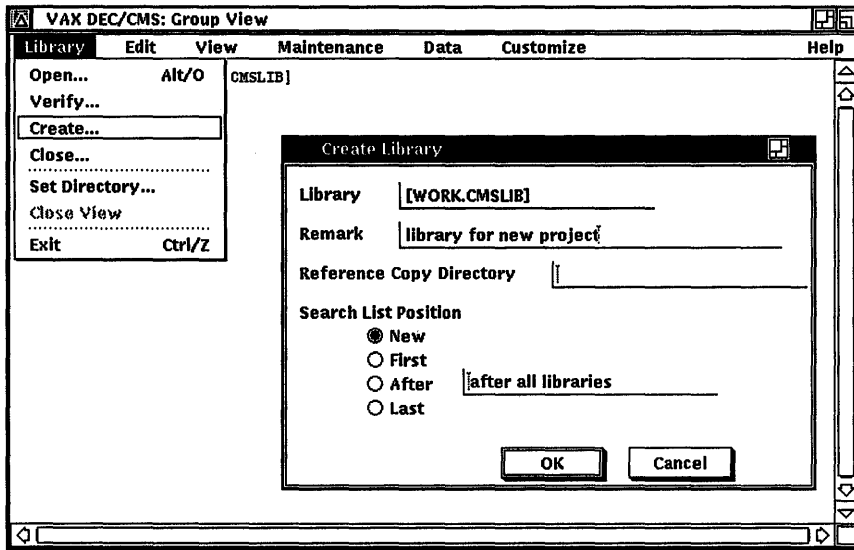 VAX DEC/CMS: Group View
Library Edit View Maintenance Data Customize Help
Open... Alt/O
CMSLIB]
Verify...
Create...
Close...
Set Directory...
Close View
Exit Ctrl/Z
Create Library
Library [WORK.CMSLIB]
Remark library for new project
Reference Copy Directory
Search List Position
New
First
After after all libraries
Last
OK Cancel